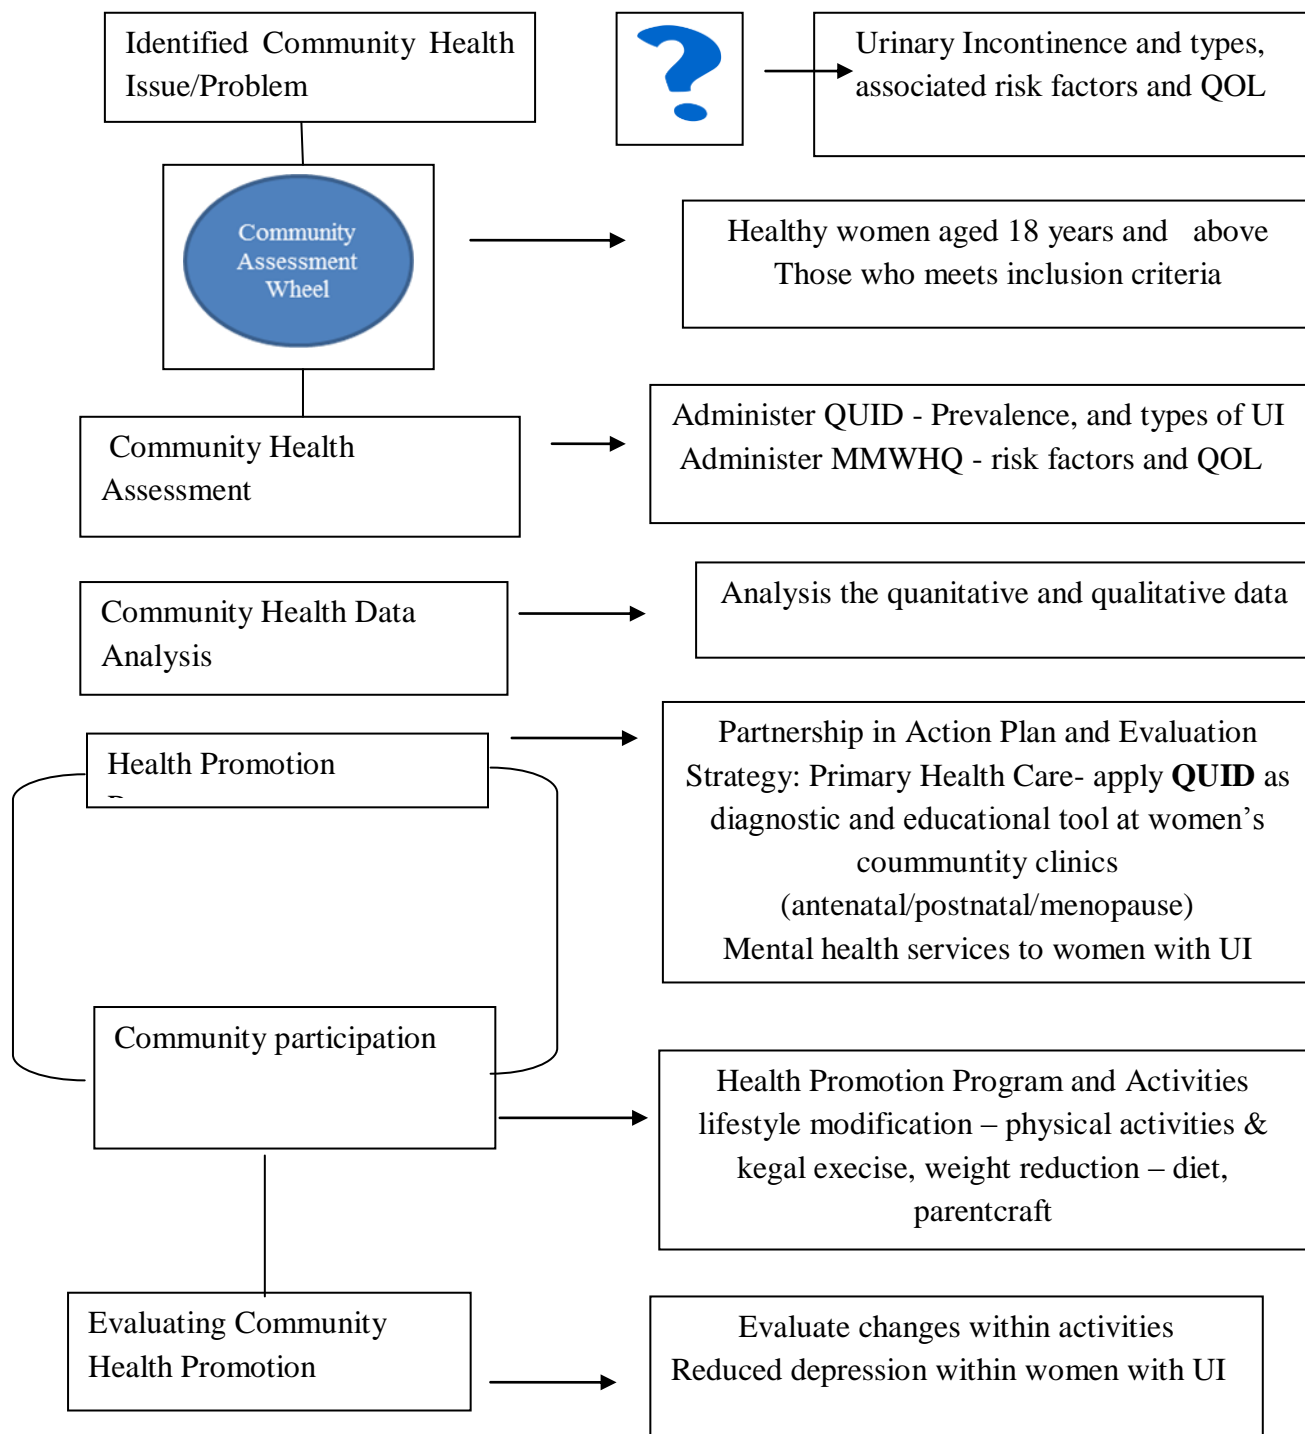 Identified Community Health
Issue/Problem
?
Urinary Incontinence and types,
associated risk factors and QOL
Community
Assessment
Wheel
Healthy women aged 18 years and above
Those who meets inclusion criteria
Community Health
Assessment
Administer QUID - Prevalence, and types of UI
Administer MMWHQ - risk factors and QOL
Community Health Data
Analysis
Analysis the quanitative and qualitative data
Health Promotion
Partnership in Action Plan and Evaluation
Strategy: Primary Health Care- apply QUID as
diagnostic and educational tool at women’s
coummuntity clinics
(antenatal/postnatal/menopause)
Mental health services to women with UI
Community participation
Health Promotion Program and Activities
lifestyle modification – physical activities &
kegal execise, weight reduction – diet,
parentcraft
Evaluating Community
Health Promotion
Evaluate changes within activities
Reduced depression within women with UI